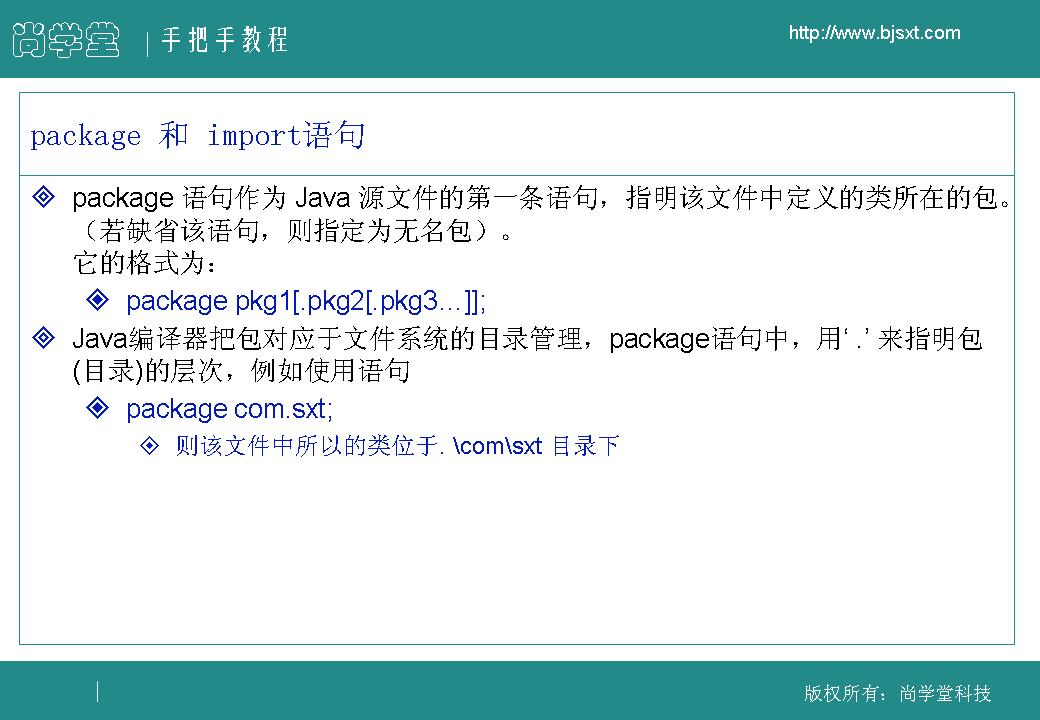 尚学堂 | 手把手教程
http://www.bjsxt.com
package 和 import语句
package 语句作为 Java 源文件的第一条语句，指明该文件中定义的类所在的包。
（若缺省该语句，则指定为无名包）。
它的格式为：
package pkg1[.pkg2[.pkg3…]];
Java编译器把包对应于文件系统的目录管理，package语句中，用‘ .’ 来指明包
(目录)的层次，例如使用语句
package com.sxt;
则该文件中所以的类位于. \com\sxt 目录下
版权所有：尚学堂科技